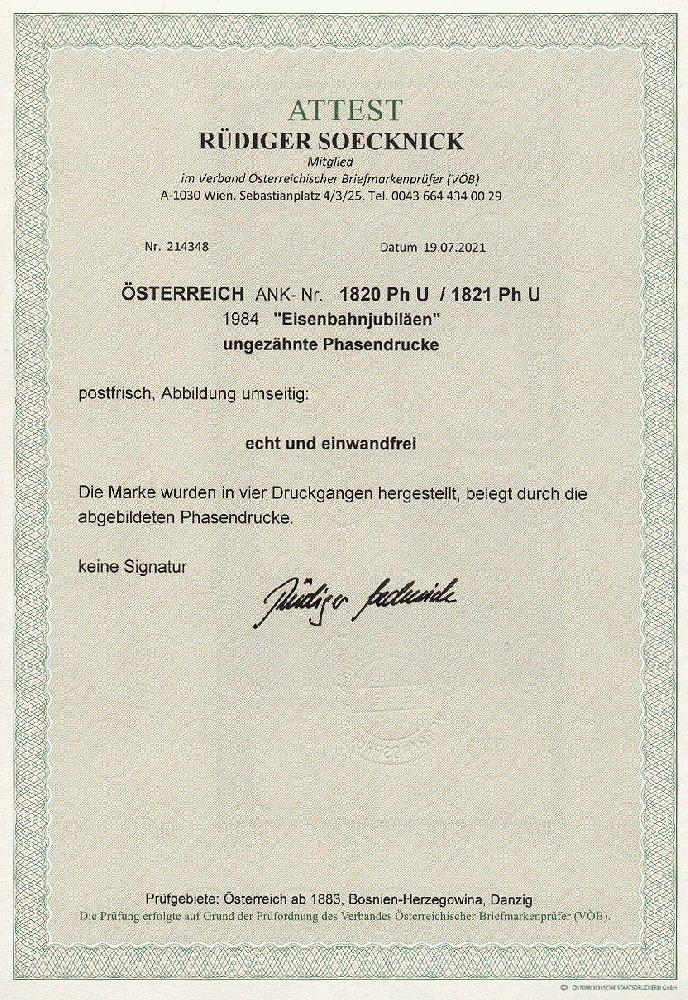 ATTEST
RÜDIGER SOECKNICK
Mitglied
im Verband Österreichischer Briefmarkenprüfer (VÖB)
A-1030 Wien, Sebastianplatz 4/3/25, Tel. 0043 664 434 00 29
Nr. 214348 Datum 19.07.2021
ÖSTERREICH ANK-Nr. 1820 Ph U / 1821 Ph U
1984 "Eisenbahnjubiläen"
ungezähnte Phasendrucke
postfrisch, Abbildung umseitig:
echt und einwandfrei
Die Marke wurden in vier Druckgängen hergestellt, belegt durch die
abgebildeten Phasendrucke.
keine Signatur
Rüdiger Soecknick
Prüfgebiete: Österreich ab 1883, Bosnien-Herzegowina, Danzig
Die Prüfung erfolgte auf Grund der Prüfordnung des Verbandes Österreichischer Briefmarkenprüfer (VÖB).
© ÖSTERREICHISCHE STAATSDRUCKEREI GmbH